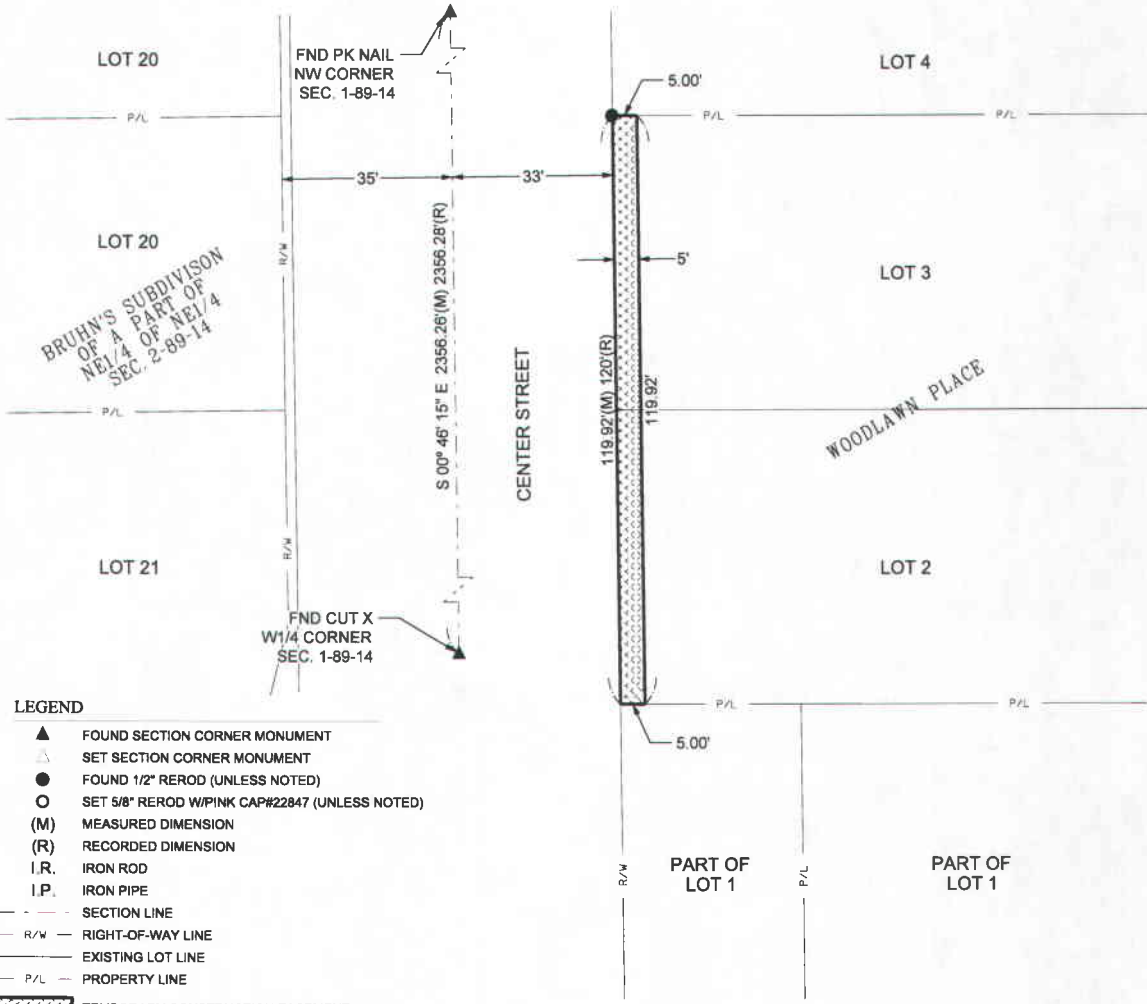 LOT 20
FND PK NAIL
NW CORNER
SEC. 1-89-14
LOT 4
5.00'
P/L
P/L
P/L
35'
33'
LOT 20
R/W
S 00° 46' 15" E 2356.26'(M) 2356.28'(R)
5'
LOT 3
BRUHN'S SUBDIVISON
OF A PART OF
NE1/4 OF NE1/4
SEC. 2-89-14
CENTER STREET
119.92'(M) 120'(R)
119.92'
WOODLAWN PLACE
P/L
R/W
LOT 21
LOT 2
FND CUT X
W1/4 CORNER
SEC. 1-89-14
P/L
P/L
5.00'
LEGEND
FOUND SECTION CORNER MONUMENT
SET SECTION CORNER MONUMENT
FOUND 1/2" REROD (UNLESS NOTED)
SET 5/8" REROD W/PINK CAP#22847 (UNLESS NOTED)
(M) MEASURED DIMENSION
(R) RECORDED DIMENSION
I.R. IRON ROD
I.P. IRON PIPE
SECTION LINE
R/W RIGHT-OF-WAY LINE
EXISTING LOT LINE
P/L PROPERTY LINE
R/W
PART OF
LOT 1
P/L
PART OF
LOT 1